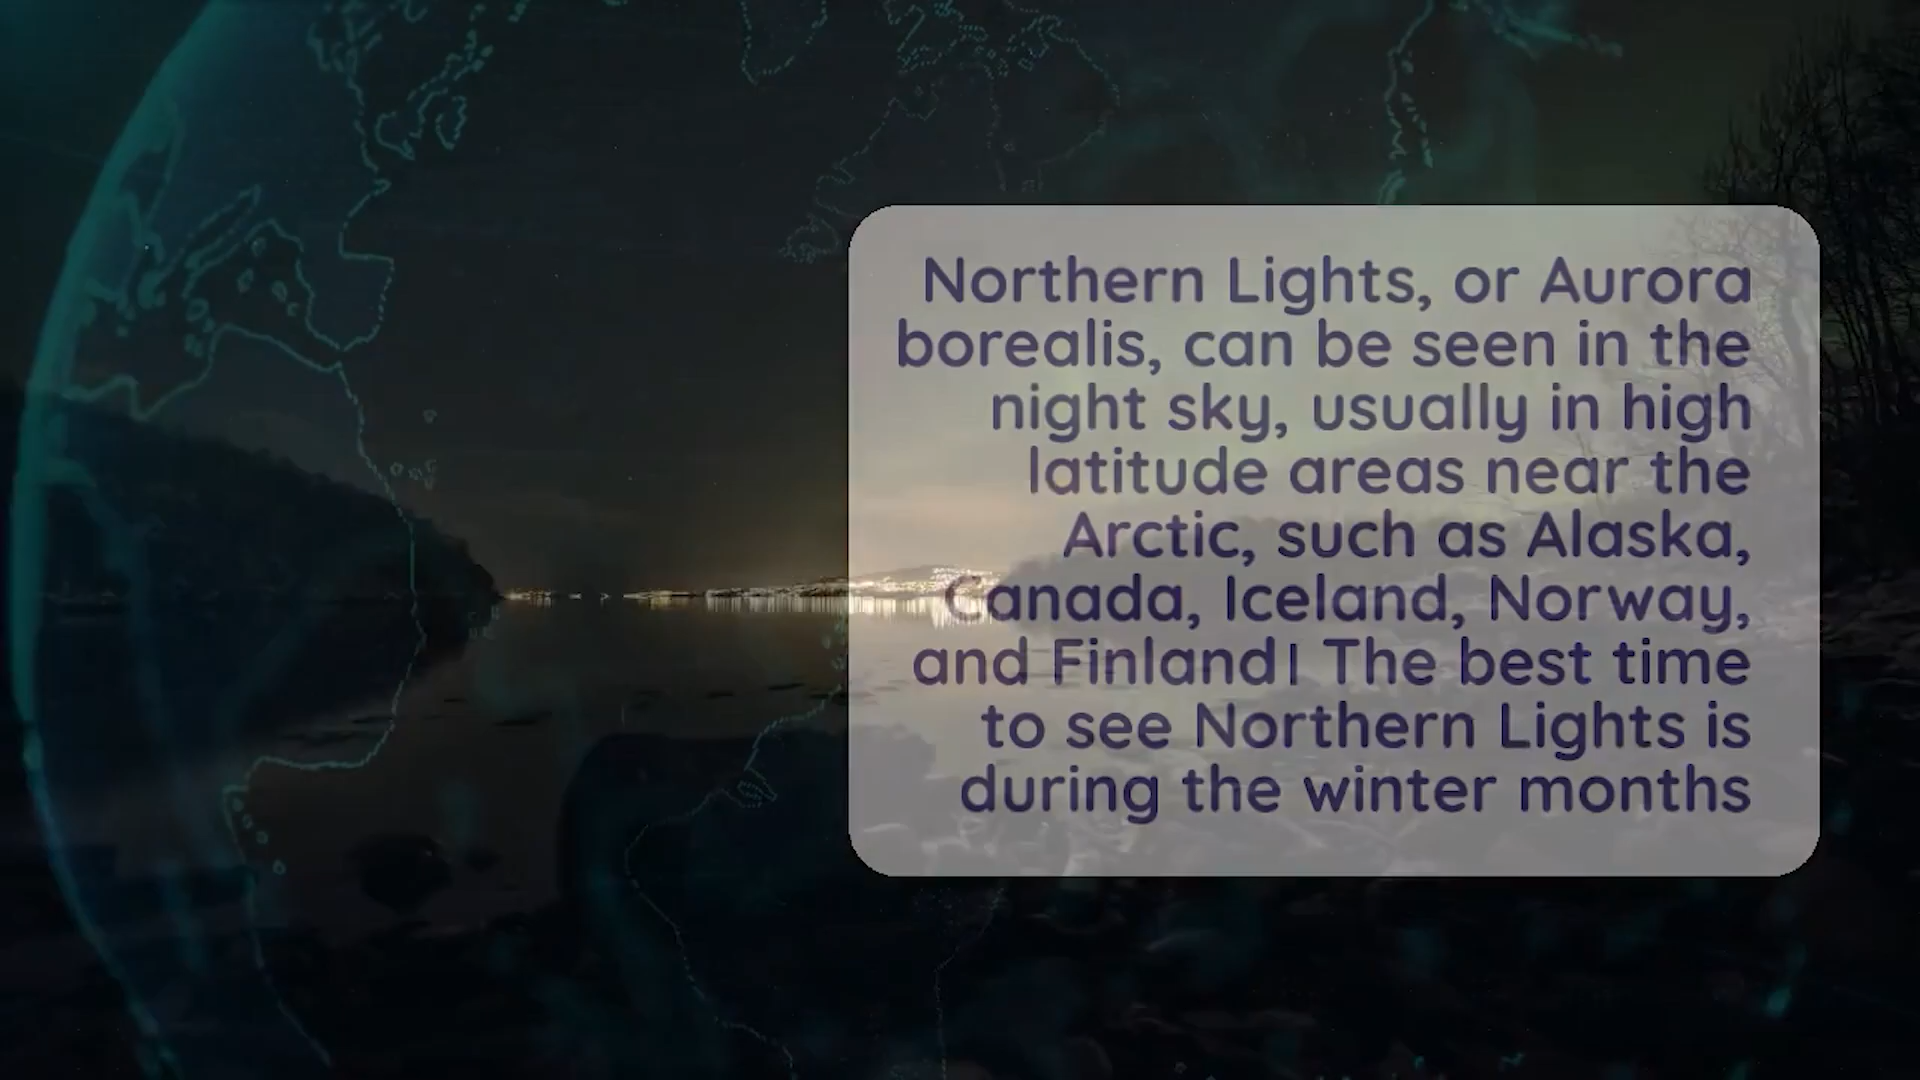 Northern Lights, or Aurora
borealis, can be seen in the
night sky, usually in high
latitude areas near the
Arctic, such as Alaska,
Canada, Iceland, Norway,
and Finland| The best time
to see Northern Lights is
during the winter months